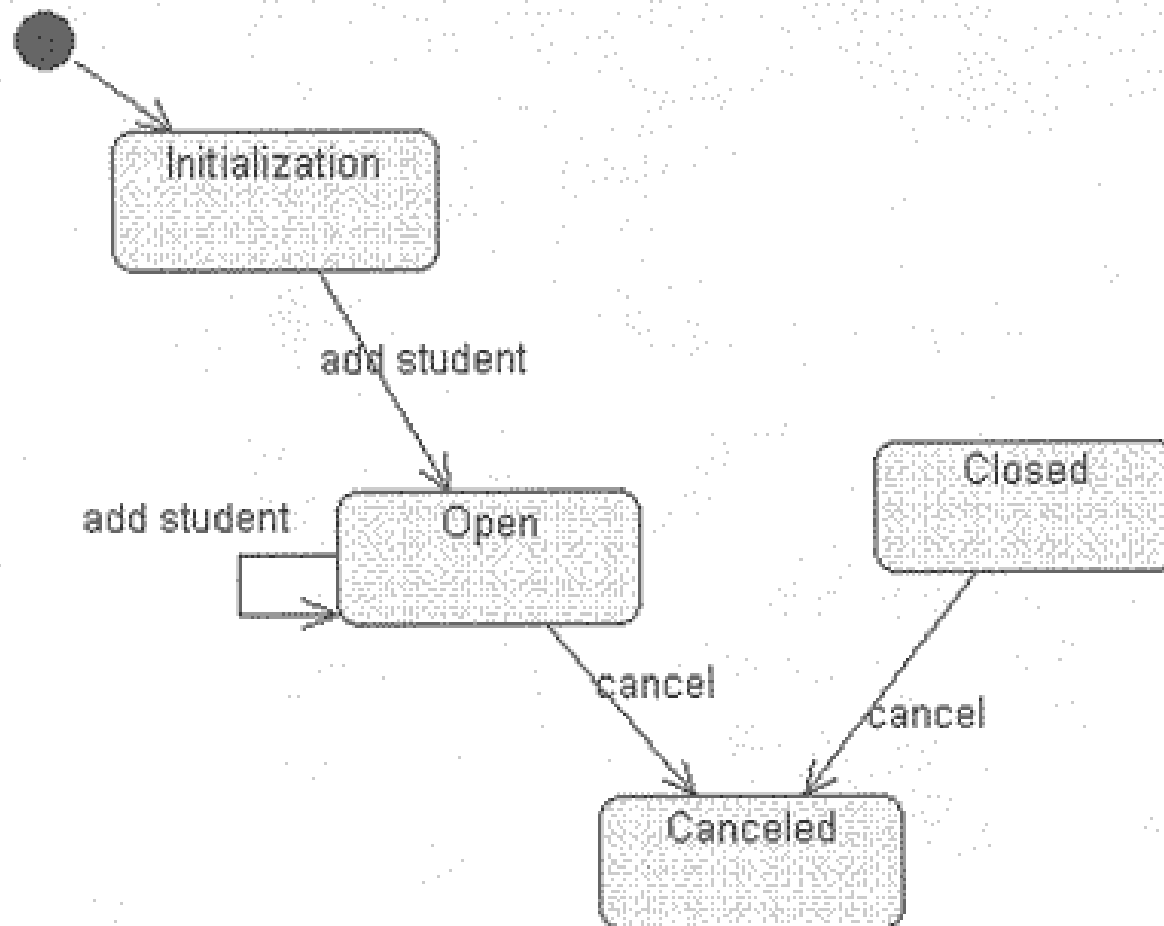 Initialization
add student
Closed
add student
Open
cancel
cancel
Canceled